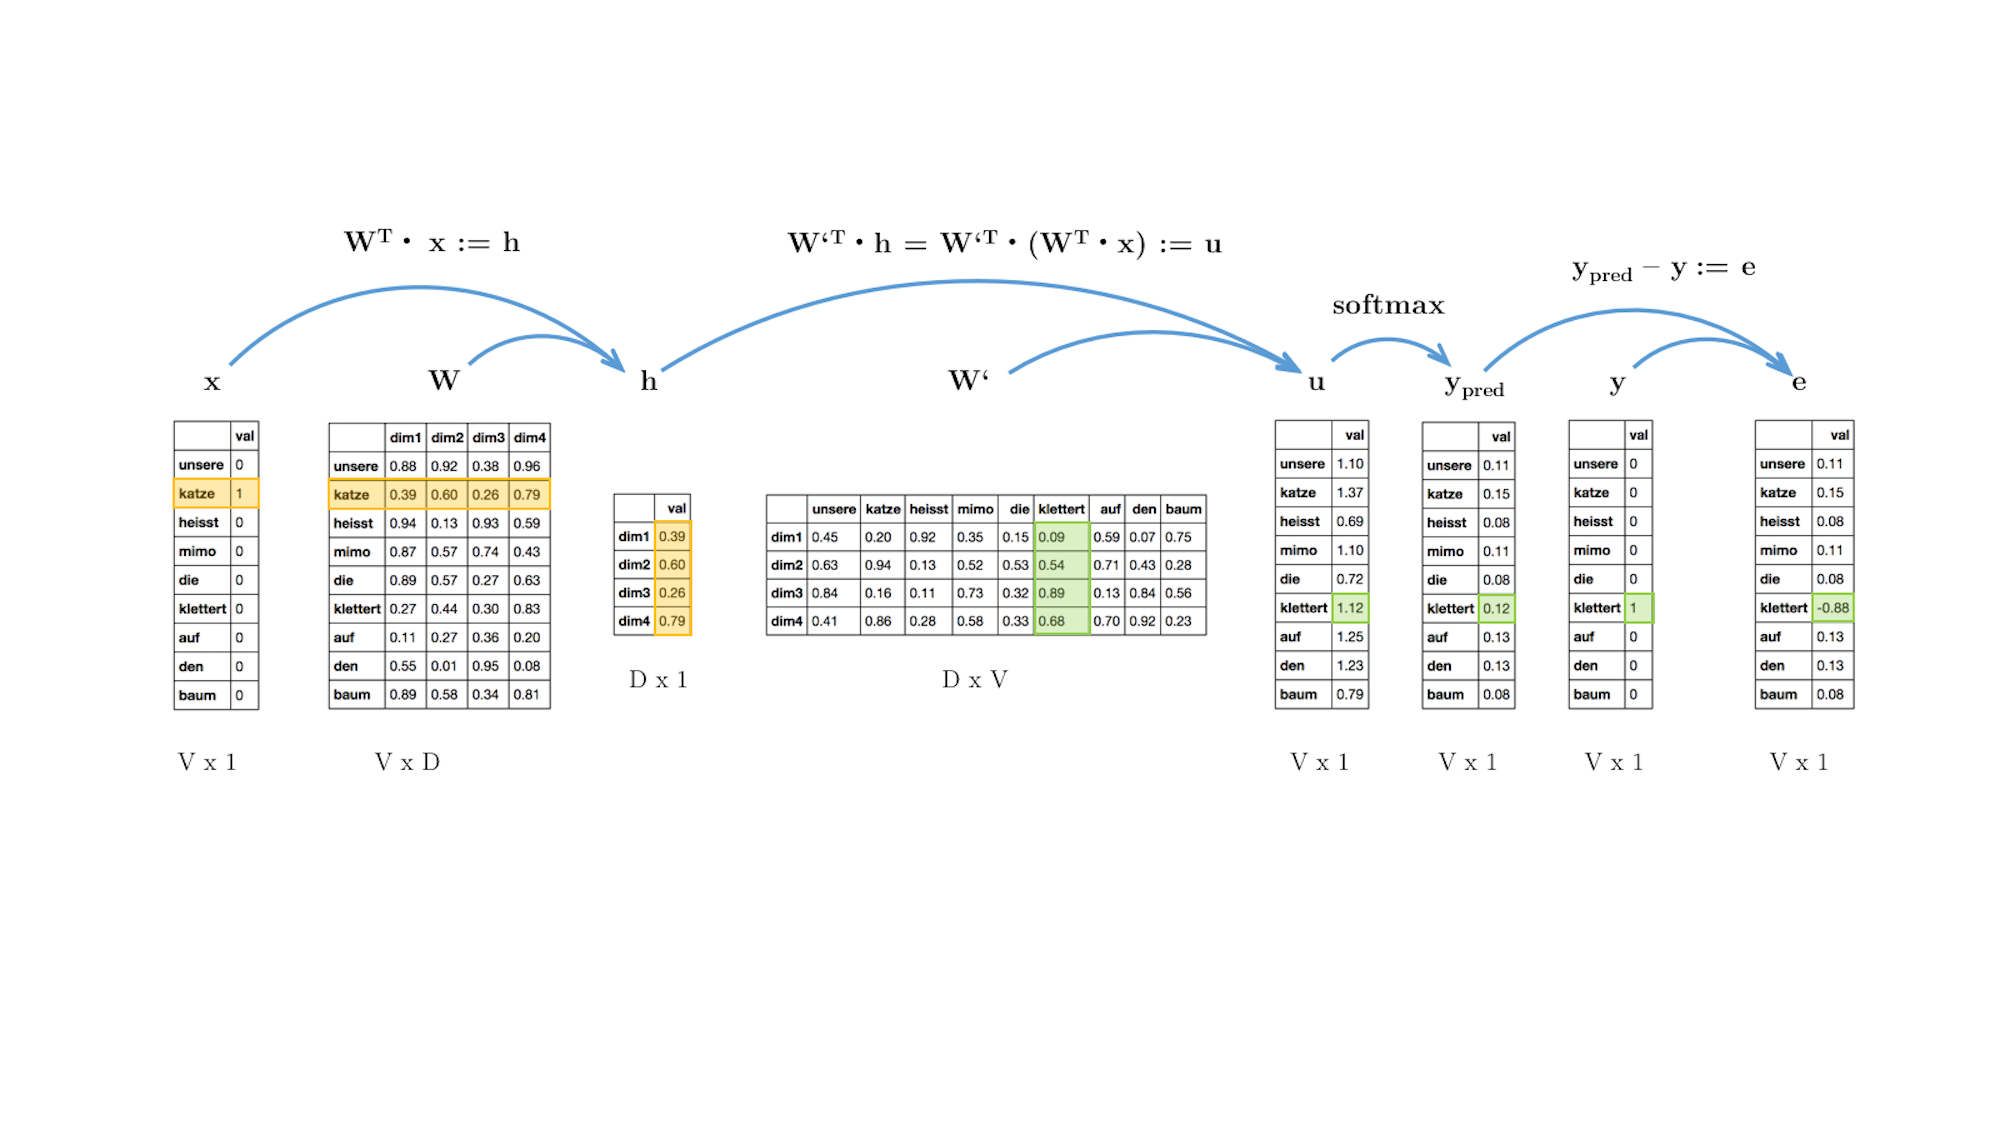 Wᵀ · x := h
W‘ᵀ · h = W‘ᵀ · (Wᵀ · x) := u
softmax
y_pred – y := e
x
W
h
W‘
u
y_pred
y
e
val
unsere 0
katze 1
heisst 0
mimo 0
die 0
klettert 0
auf 0
den 0
baum 0
V x 1
dim1 dim2 dim3 dim4
unsere 0.88 0.92 0.38 0.96
katze 0.39 0.60 0.26 0.79
heisst 0.94 0.13 0.93 0.59
mimo 0.87 0.57 0.74 0.43
die 0.89 0.57 0.27 0.63
klettert 0.27 0.44 0.30 0.83
auf 0.11 0.27 0.36 0.20
den 0.55 0.01 0.95 0.08
baum 0.89 0.58 0.34 0.81
V x D
val
dim1 0.39
dim2 0.60
dim3 0.26
dim4 0.79
D x 1
unsere katze heisst mimo die klettert auf den baum
dim1 0.45 0.20 0.92 0.35 0.15 0.09 0.59 0.07 0.75
dim2 0.63 0.94 0.13 0.52 0.53 0.54 0.71 0.43 0.28
dim3 0.84 0.16 0.11 0.73 0.32 0.89 0.13 0.84 0.56
dim4 0.41 0.86 0.28 0.58 0.33 0.68 0.70 0.92 0.23
D x V
val
unsere 1.10
katze 1.37
heisst 0.69
mimo 1.10
die 0.72
klettert 1.12
auf 1.25
den 1.23
baum 0.79
V x 1
val
unsere 0.11
katze 0.15
heisst 0.08
mimo 0.11
die 0.08
klettert 0.12
auf 0.13
den 0.13
baum 0.08
V x 1
val
unsere 0
katze 0
heisst 0
mimo 0
die 0
klettert 1
auf 0
den 0
baum 0
V x 1
val
unsere 0.11
katze 0.15
heisst 0.08
mimo 0.11
die 0.08
klettert -0.88
auf 0.13
den 0.13
baum 0.08
V x 1